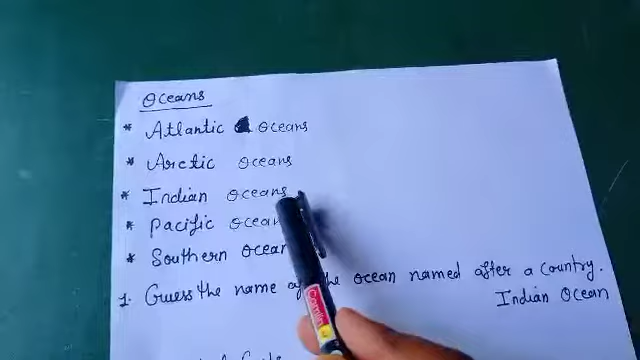 Oceans
* Atlantic oceans
* Arctic oceans
* Indian oceans
* Pacific
* Southern
1. Guess the name the ocean named after a country.
Indian Ocean
Camlin